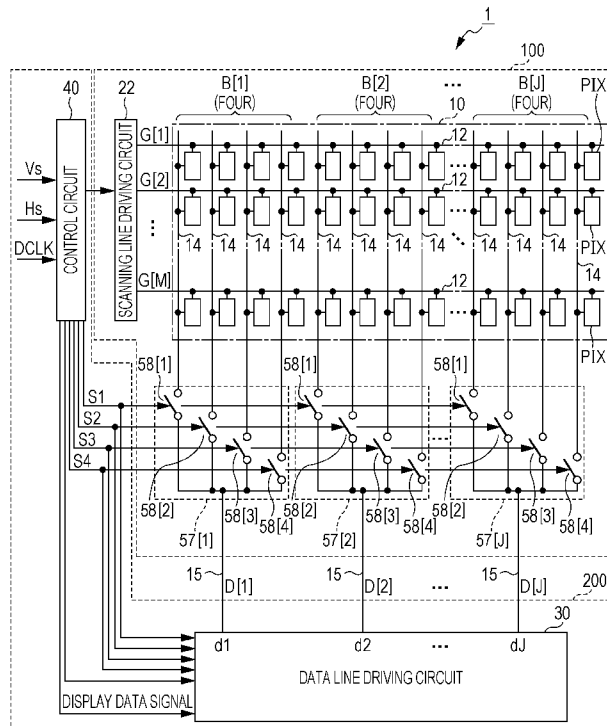 1
100
40
22
B[1]
(FOUR)
B[2]
(FOUR)
...
B[J]
(FOUR)
PIX
10
CONTROL CIRCUIT
SCANNING LINE DRIVING CIRCUIT
Vs
Hs
DCLK
G[1]
12
12
G[2]
12
12
...
14 14 14 14 14 14 14 14 14 14 14
14
PIX
G[M]
12
PIX
58[1]
58[1]
58[1]
S1
S2
S3
S4
...
58[2]
58[3]
58[4]
58[2]
58[3]
58[4]
58[2]
58[3]
58[4]
57[1]
57[2]
57[J]
15
D[1]
15
D[2]
...
15
D[J]
200
30
d1
d2
...
dJ
DATA LINE DRIVING CIRCUIT
DISPLAY DATA SIGNAL